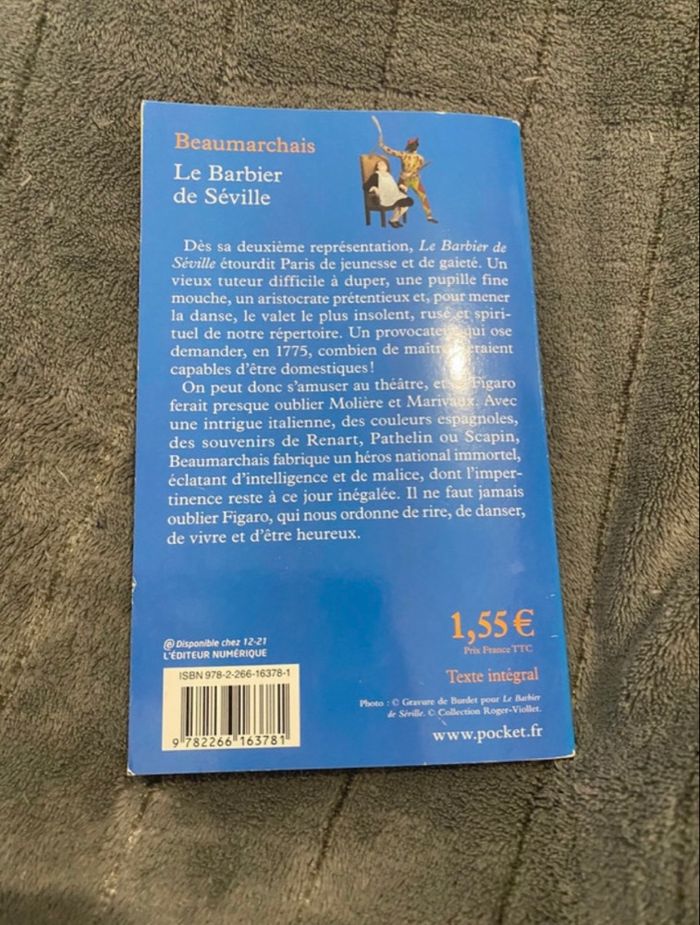 Beaumarchais
Le Barbier
de Séville
Dès sa deuxième représentation, Le Barbier de
Séville étourdit Paris de jeunesse et de gaieté. Un
vieux tuteur difficile à duper, une pupille fine
mouche, un aristocrate prétentieux et, pour mener
la danse, le valet le plus insolent, rusé et spiri-
tuel de notre répertoire. Un provocateur qui ose
demander, en 1775, combien de maîtres seraient
capables d'être domestiques !
On peut donc s'amuser au théâtre, et Figaro
ferait presque oublier Molière et Marivaux. Avec
une intrigue italienne, des couleurs espagnoles,
des souvenirs de Renart, Pathelin ou Scapin,
Beaumarchais fabrique un héros national immortel,
éclatant d'intelligence et de malice, dont l'imper-
tinence reste à ce jour inégalée. Il ne faut jamais
oublier Figaro, qui nous ordonne de rire, de danser,
de vivre et d'être heureux.
1,55 €
Prix France TTC
Disponible chez 12-21
L'ÉDITEUR NUMÉRIQUE
Texte intégral
ISBN 978-2-266-16378-1
Photo : © Gravure de Burdet pour Le Barbier
de Séville. © Collection Roger-Viollet.
www.pocket.fr
9 782266 163781